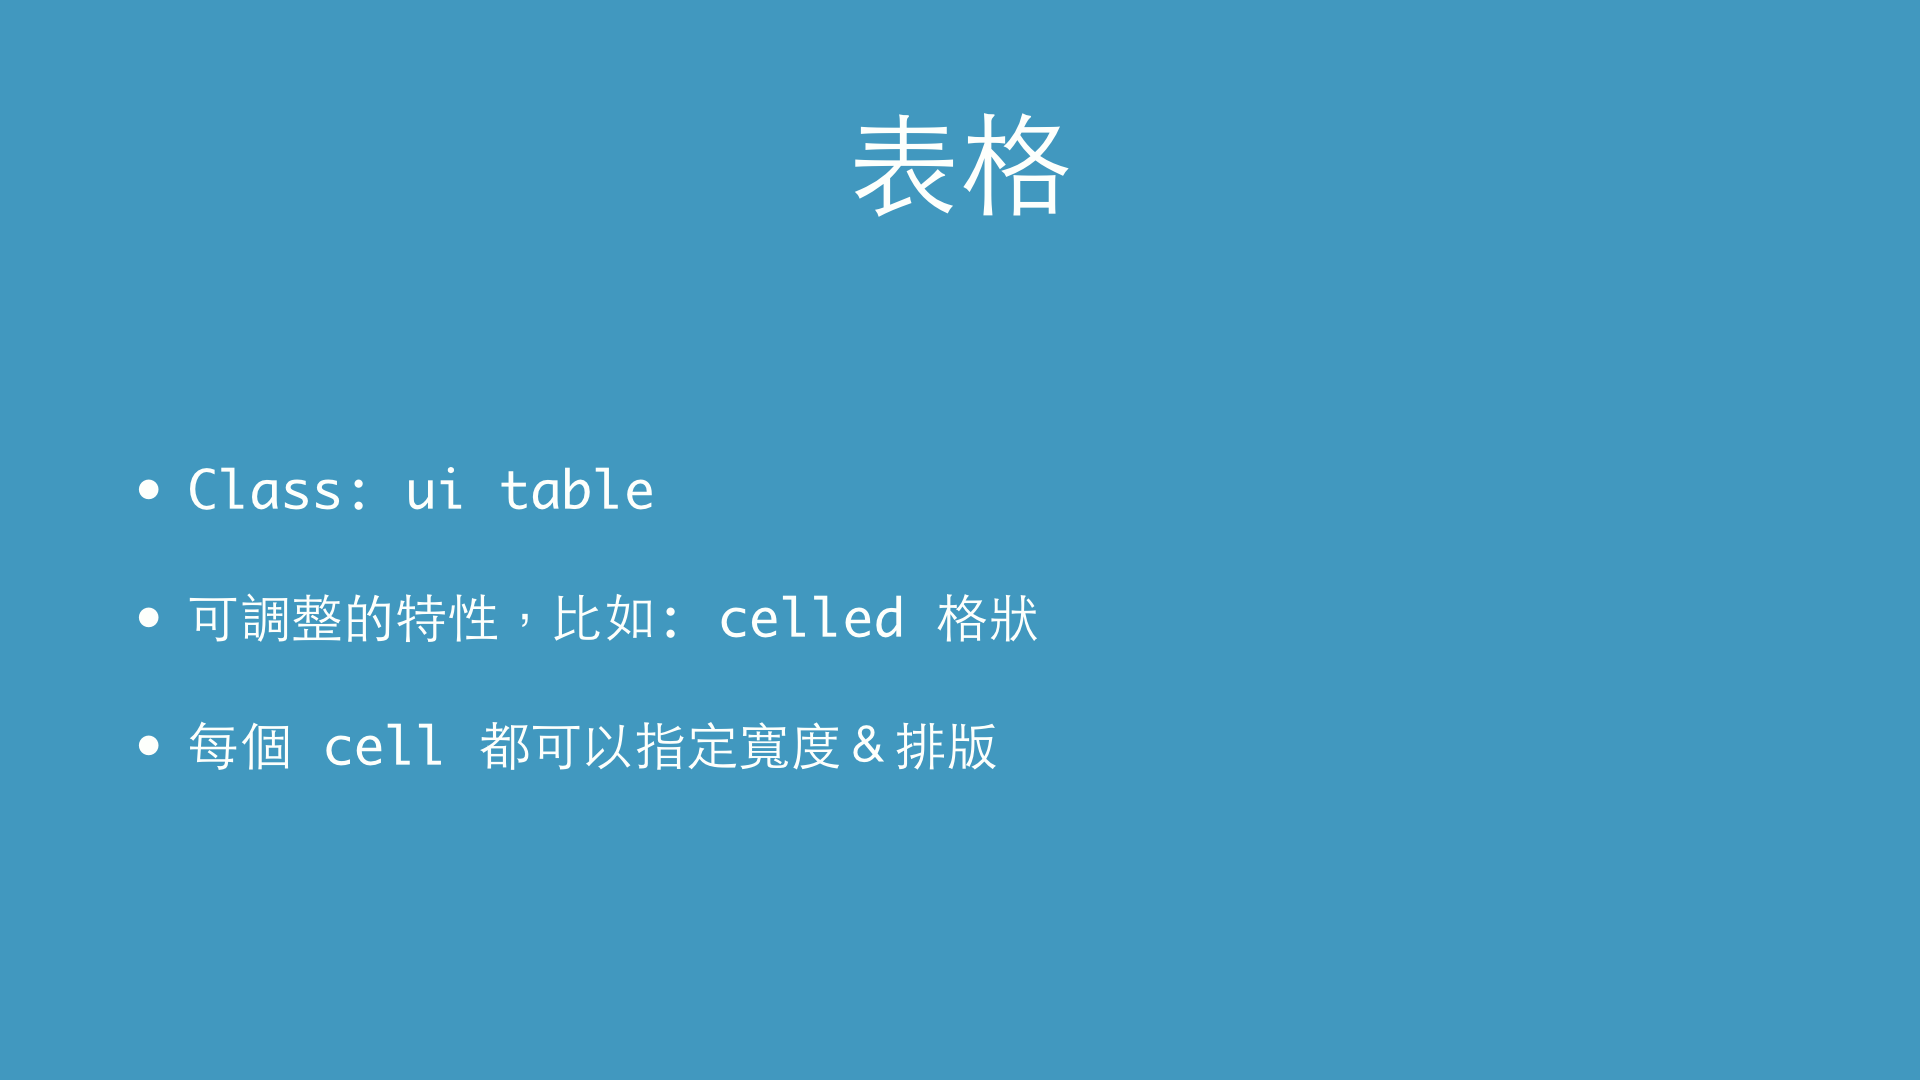 表格
• Class: ui table
• 可調整的特性，比如: celled 格狀
• 每個 cell 都可以指定寬度＆排版